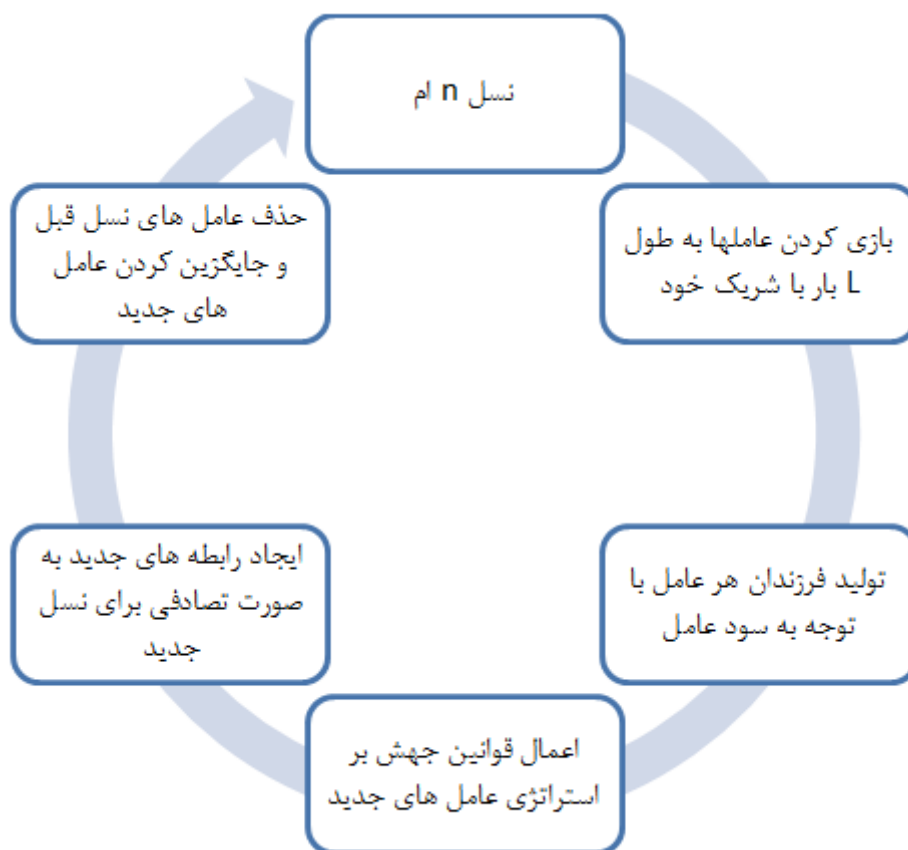 نسل n ام
بازی کردن عاملها به طول
L بار با شریک خود
تولید فرزندان هر عامل با
توجه به سود عامل
اعمال قوانین جهش بر
استراتژی عامل های جدید
ایجاد رابطه های جدید به
صورت تصادفی برای نسل
جدید
حذف عامل های نسل قبل
و جایگزین کردن عامل
های جدید